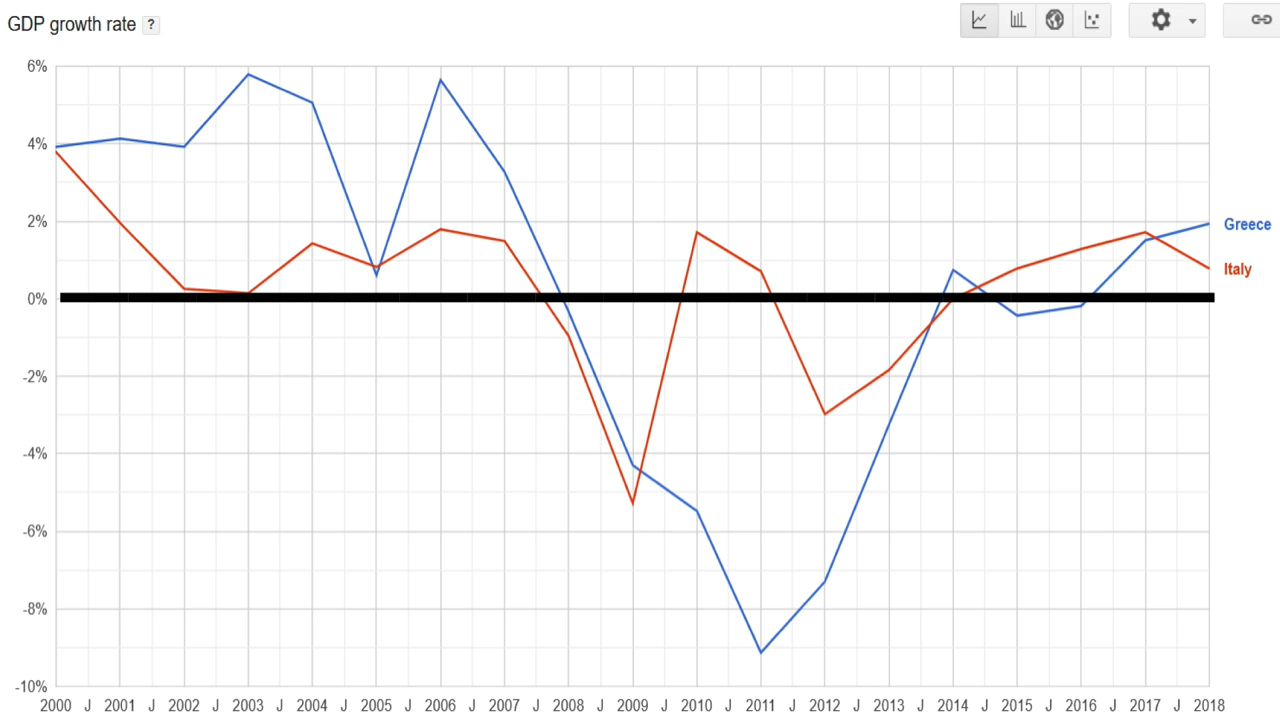 GDP growth rate ?
6%
4%
2%
0%
-2%
-4%
-6%
-8%
-10%
Greece
Italy
2000 J 2001 J 2002 J 2003 J 2004 J 2005 J 2006 J 2007 J 2008 J 2009 J 2010 J 2011 J 2012 J 2013 J 2014 J 2015 J 2016 J 2017 J 2018